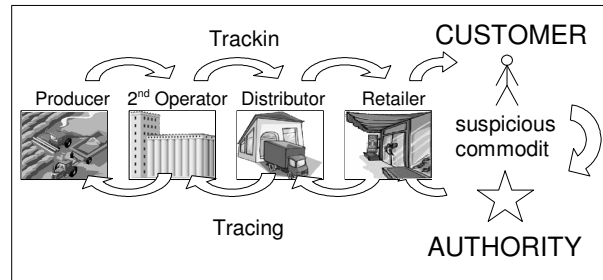 Trackin
CUSTOMER
Producer 2nd Operator Distributor Retailer
suspicious
commodit
Tracing
AUTHORITY